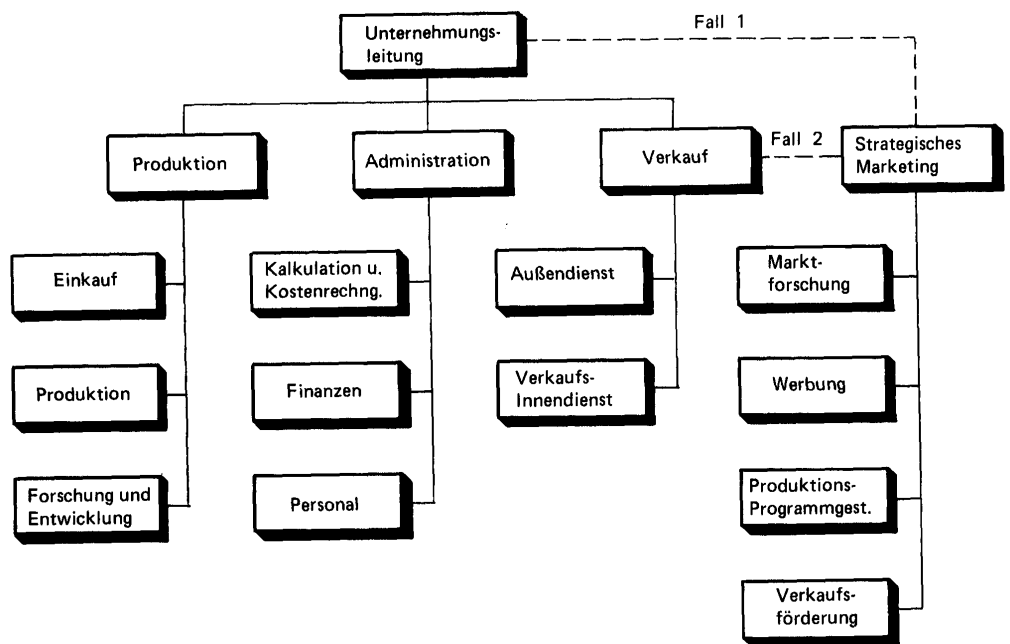 Unternehmungs-
leitung
Fall 1
Produktion
Administration
Verkauf
Fall 2
Strategisches
Marketing
Einkauf
Produktion
Forschung und
Entwicklung
Kalkulation u.
Kostenrechng.
Finanzen
Personal
Außendienst
Verkaufs-
Innendienst
Markt-
forschung
Werbung
Produktions-
Programmgest.
Verkaufs-
förderung